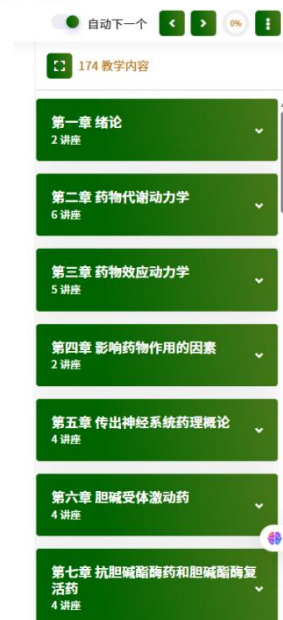 自动下一个
0%
174 教学内容
第一章 绪论
2 讲座
第二章 药物代谢动力学
6 讲座
第三章 药物效应动力学
5 讲座
第四章 影响药物作用的因素
2 讲座
第五章 传出神经系统药理概论
4 讲座
第六章 胆碱受体激动药
4 讲座
第七章 抗胆碱酯酶药和胆碱酯酶复
活药
4 讲座